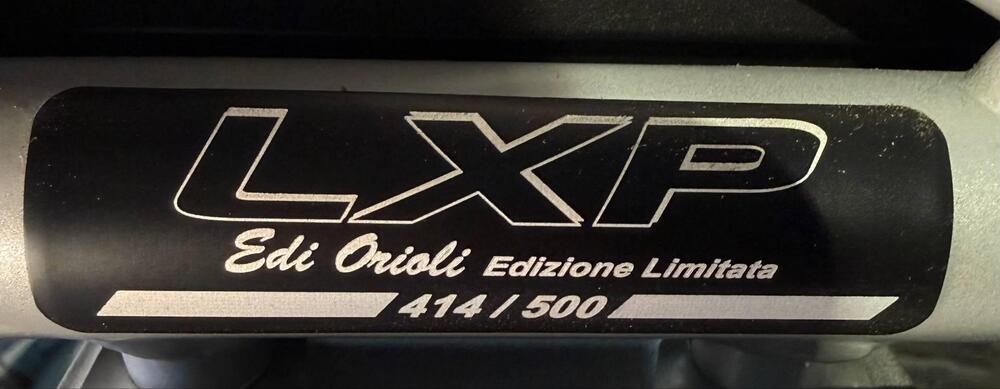 LXP
Edi Orioli Edizione Limitata
414 / 500